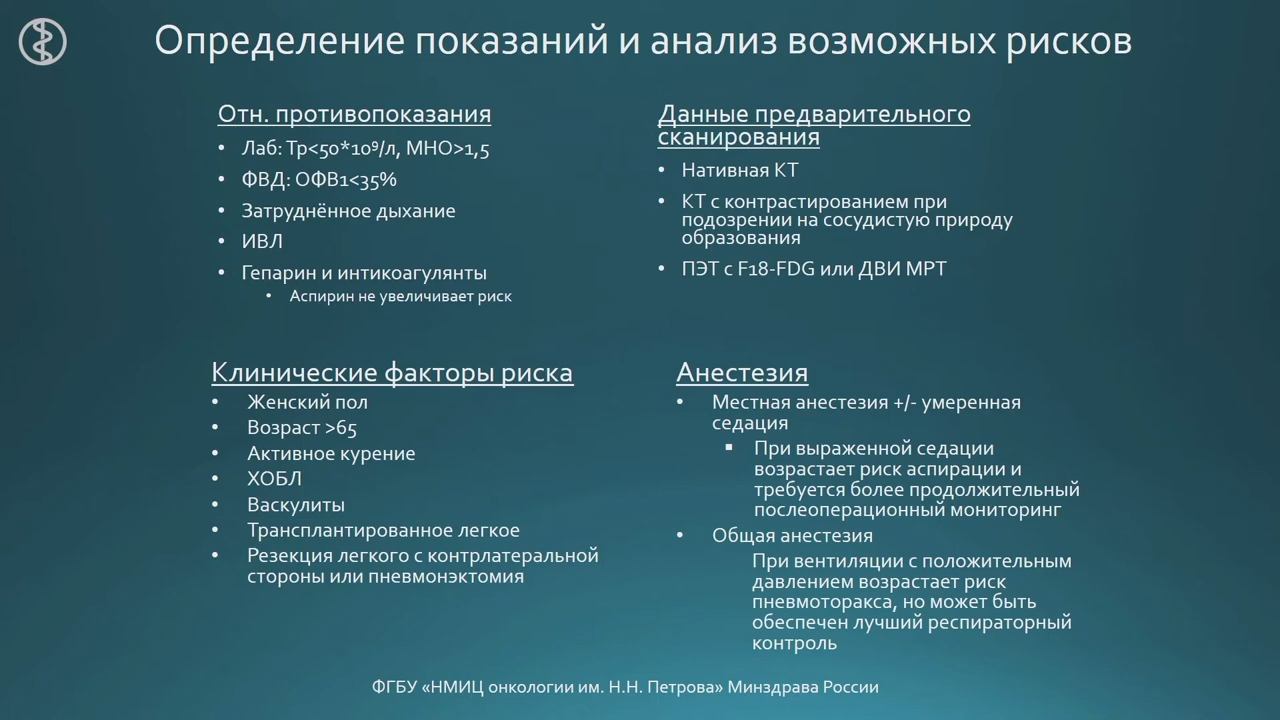 Определение показаний и анализ возможных рисков
Отн. противопоказания
• Лаб: Тр<50*10⁹/л, МНО>1,5
• ФВД: ОФВ1<35%
• Затруднённое дыхание
• ИВЛ
• Гепарин и интикоагулянты
• Аспирин не увеличивает риск
Данные предварительного
сканирования
• Нативная КТ
• КТ с контрастированием при
подозрении на сосудистую природу
образования
• ПЭТ с F18-FDG или ДВИ МРТ
Клинические факторы риска
• Женский пол
• Возраст >65
• Активное курение
• ХОБЛ
• Васкулиты
• Трансплантированное легкое
• Резекция легкого с контрлатеральной
стороны или пневмонэктомия
Анестезия
• Местная анестезия +/- умеренная
седация
▪ При выраженной седации
возрастает риск аспирации и
требуется более продолжительный
послеоперационный мониторинг
• Общая анестезия
При вентиляции с положительным
давлением возрастает риск
пневмоторакса, но может быть
обеспечен лучший респираторный
контроль
ФГБУ «НМИЦ онкологии им. Н.Н. Петрова» Минздрава России